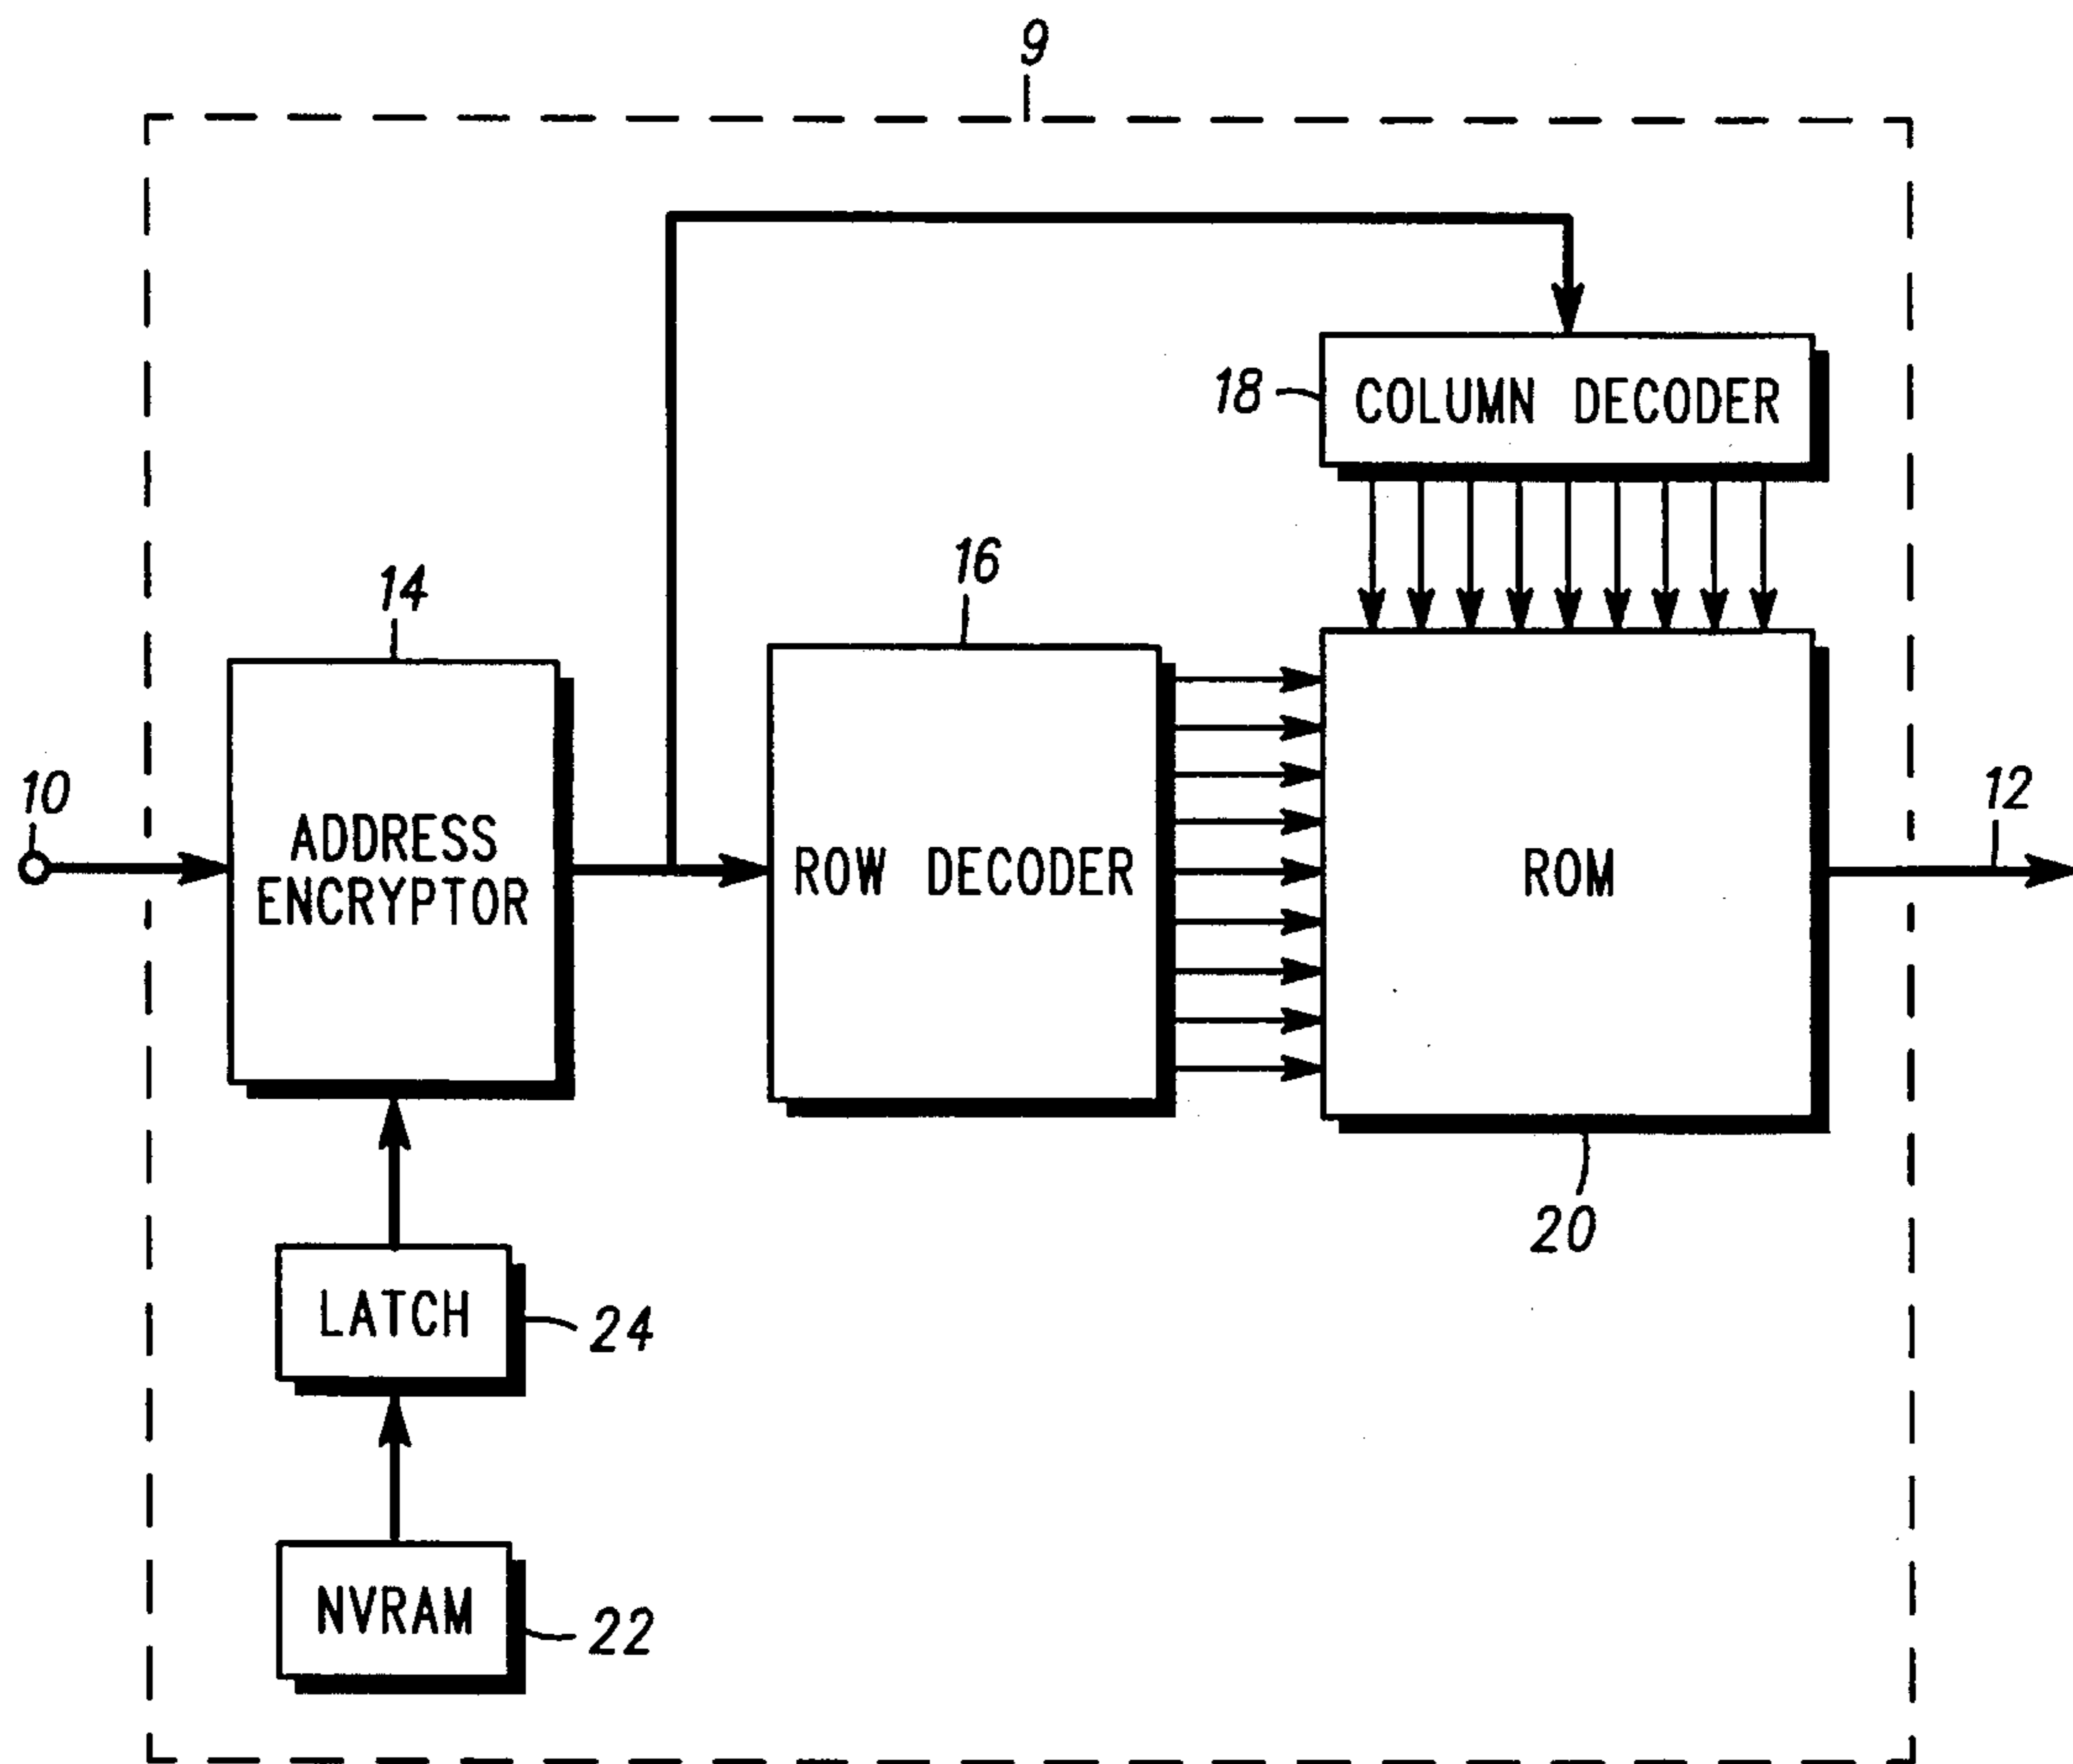 9
18
COLUMN DECODER
16
14
10
ADDRESS
ENCRYPTOR
ROW DECODER
ROM
12
20
LATCH
24
NVRAM
22